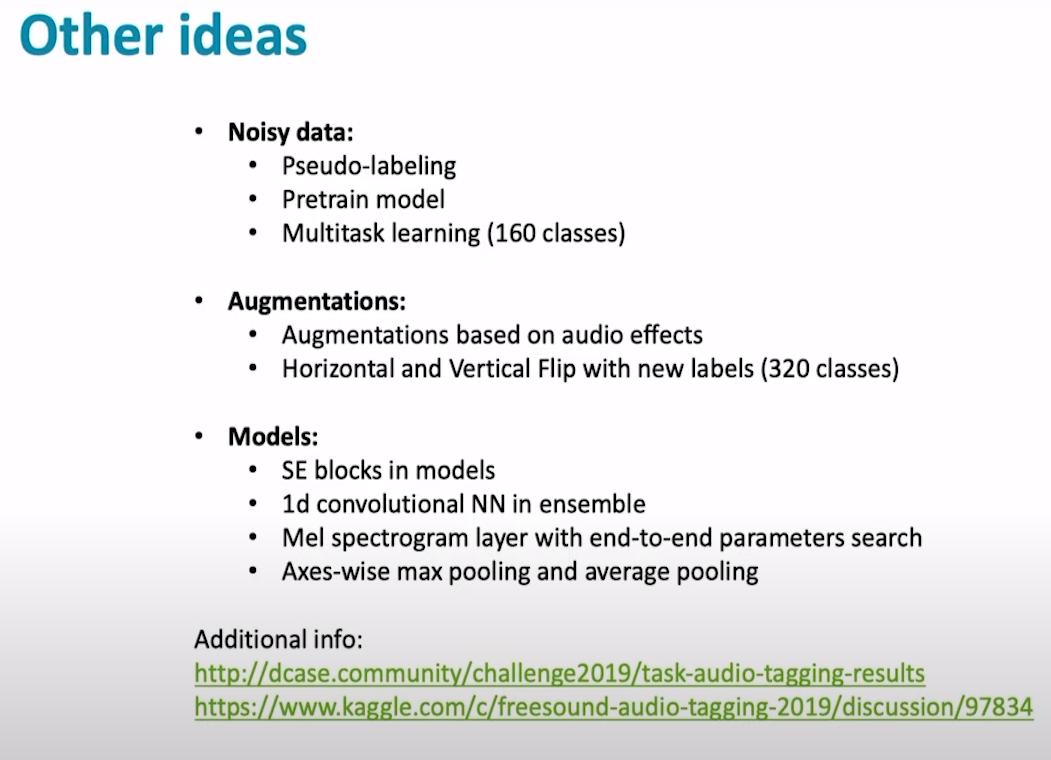 Other ideas
• Noisy data:
• Pseudo-labeling
• Pretrain model
• Multitask learning (160 classes)
• Augmentations:
• Augmentations based on audio effects
• Horizontal and Vertical Flip with new labels (320 classes)
• Models:
• SE blocks in models
• 1d convolutional NN in ensemble
• Mel spectrogram layer with end-to-end parameters search
• Axes-wise max pooling and average pooling
Additional info:
http://dcase.community/challenge2019/task-audio-tagging-results
https://www.kaggle.com/c/freesound-audio-tagging-2019/discussion/97834